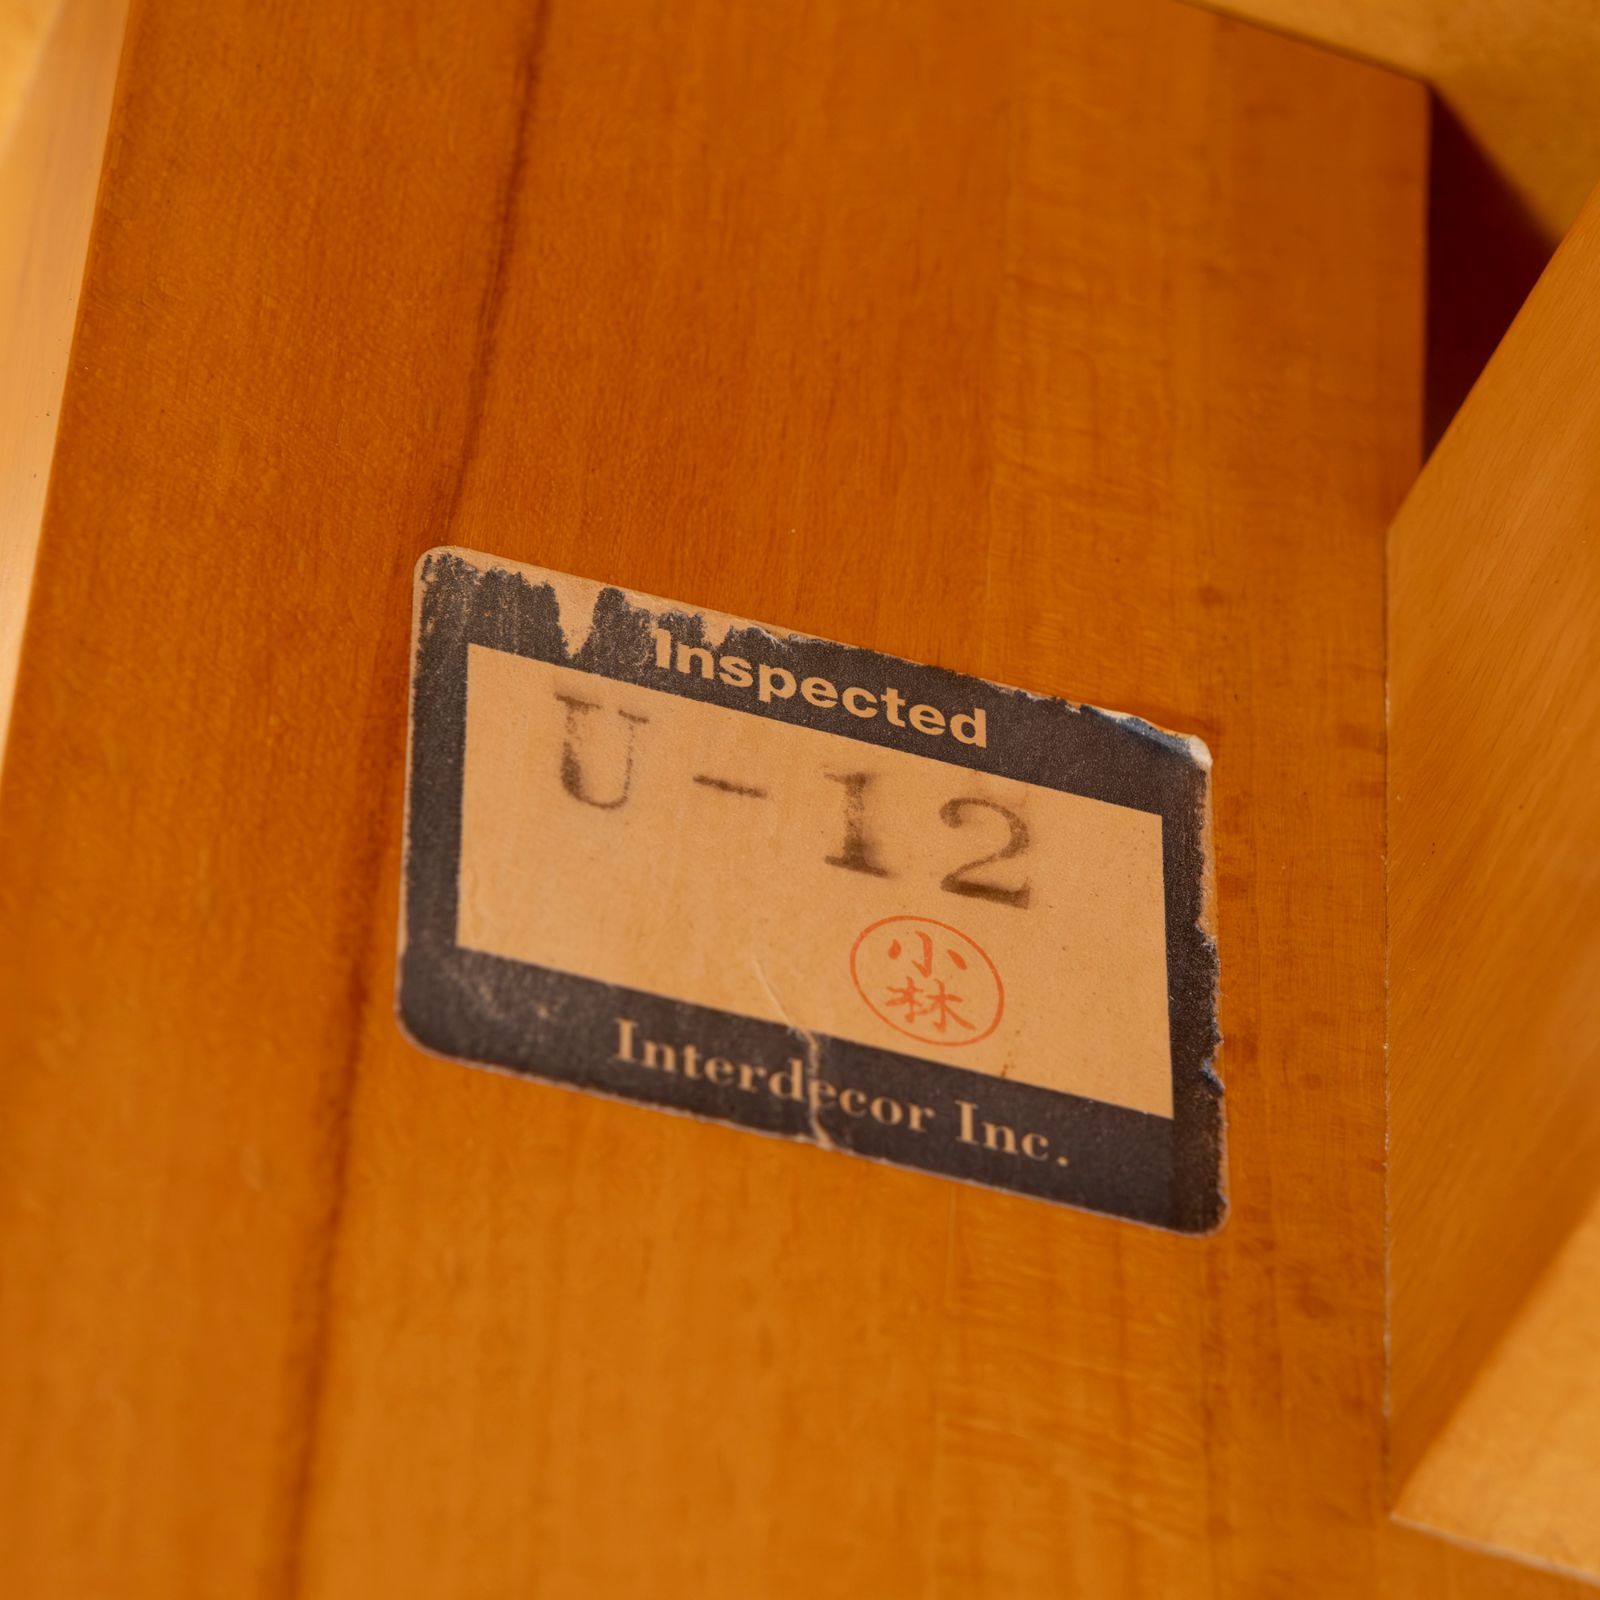 Inspected
U-12
小林
Interdecor Inc.